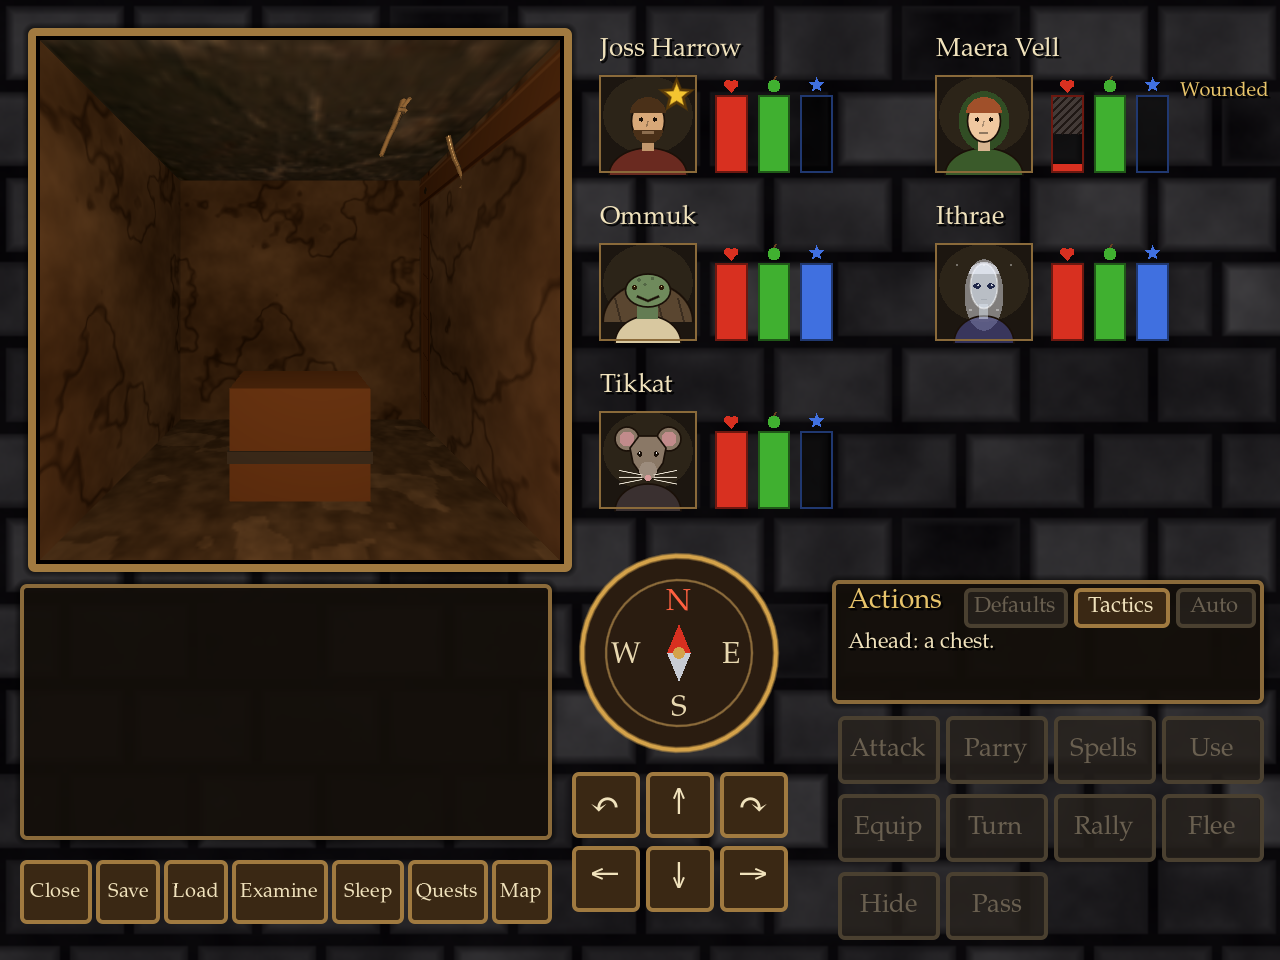 Joss Harrow
Maera Vell
Wounded
Ommuk
Ithrae
Tikkat
N
W
E
S
Actions
Defaults
Tactics
Auto
Ahead: a chest.
Attack
Parry
Spells
Use
Equip
Turn
Rally
Flee
Hide
Pass
Close
Save
Load
Examine
Sleep
Quests
Map